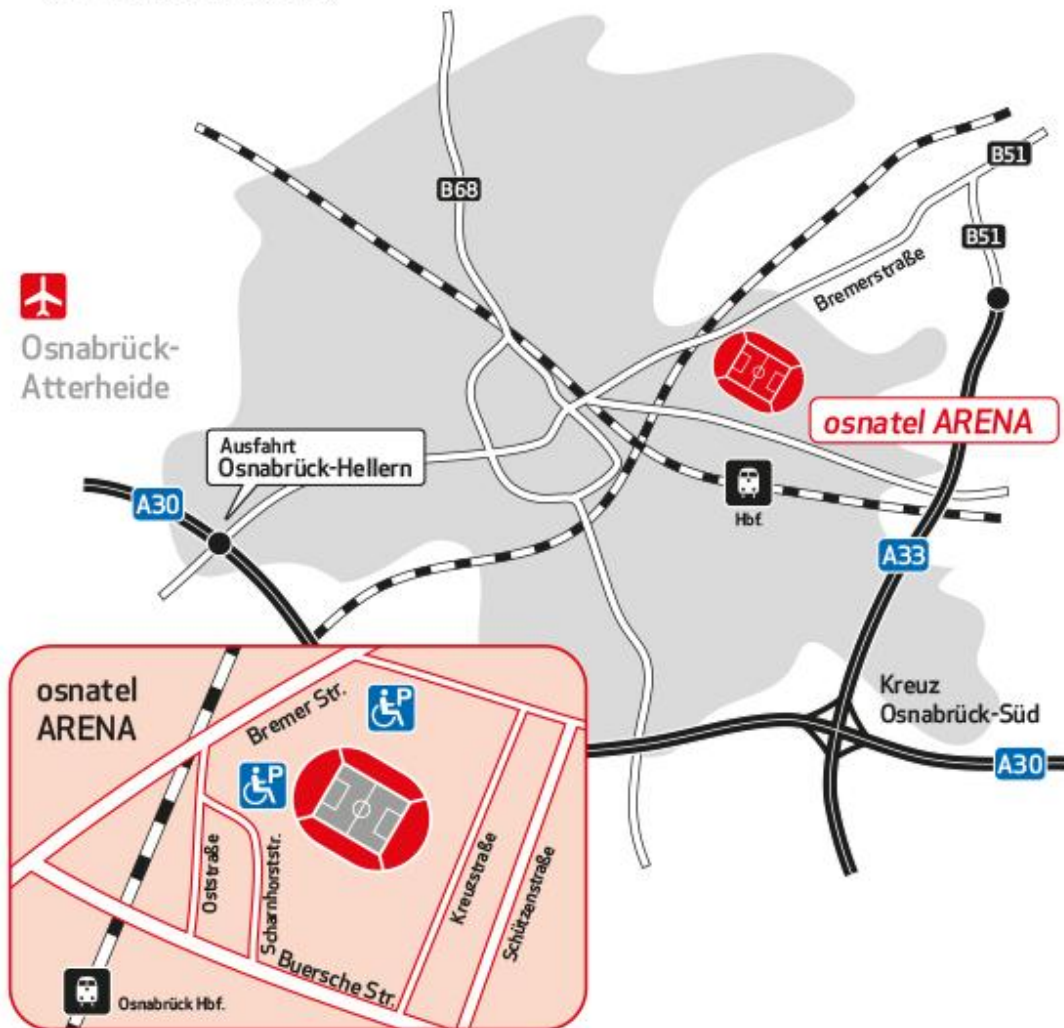 B68
B51
B51
Bremerstraße
Osnabrück-
Atterheide
osnatel ARENA
Ausfahrt
Osnabrück-Hellern
A30
Hbf.
A33
Kreuz
Osnabrück-Süd
A30
osnatel
ARENA
Bremer Str.
P
P
Oststraße
Scharnhorststr.
Kreuzstraße
Schützenstraße
Buersche Str.
Osnabrück Hbf.